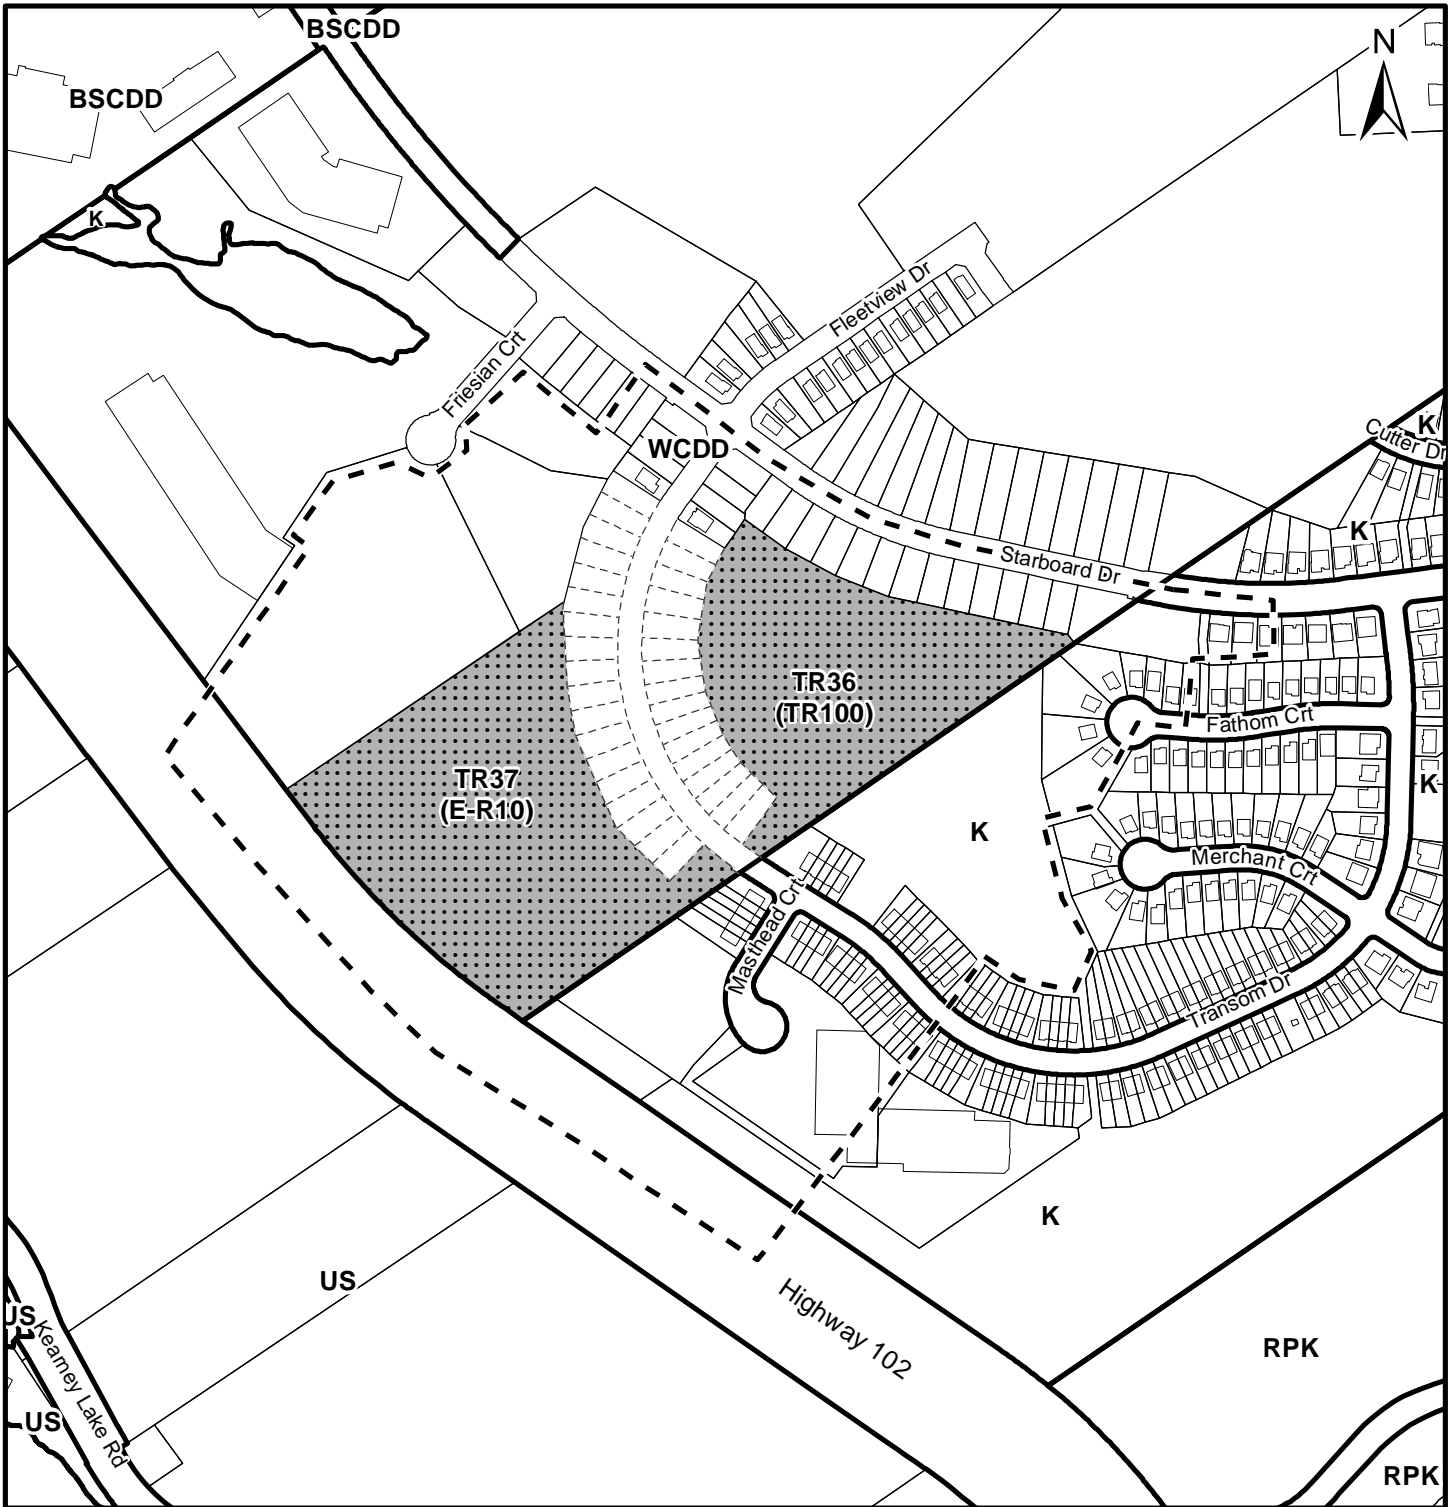 BSCDD
N
BSCDD
K
Fleetview Dr
Friesian Crt
K
Cutter Dr
WCDD
K
Starboard Dr
TR36
(TR100)
Fathom Crt
TR37
(E-R10)
K
K
Merchant Crt
Masthead Crt
Transom Dr
K
US
Highway 102
US
Kearney Lake Rd
RPK
US
RPK